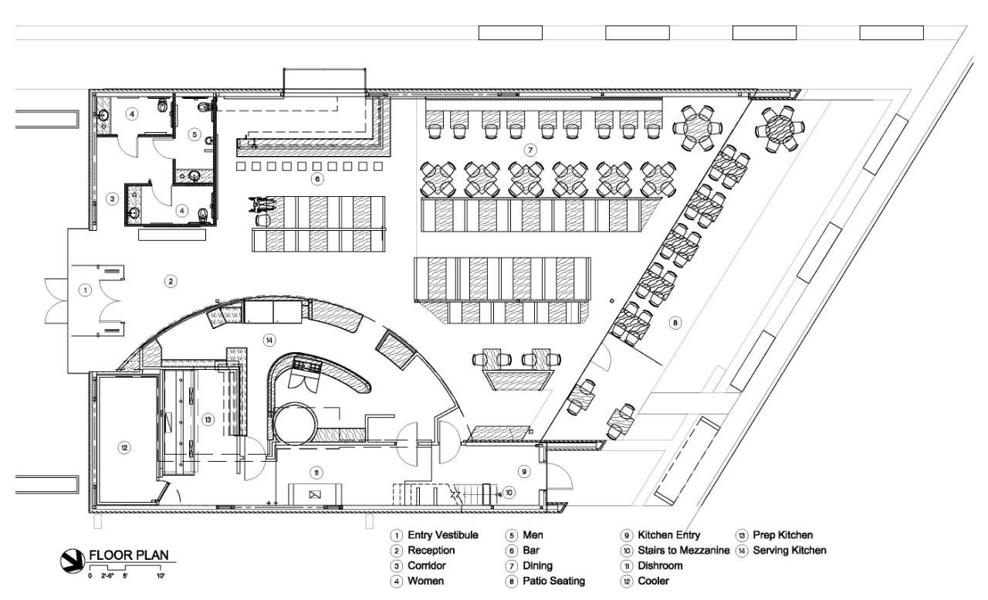 4
5
7
6
3
4
2
1
8
14
13
12
11
9
10
FLOOR PLAN
0 2'-6" 5' 10'
1 Entry Vestibule
2 Reception
3 Corridor
4 Women
5 Men
6 Bar
7 Dining
8 Patio Seating
9 Kitchen Entry
10 Stairs to Mezzanine
11 Dishroom
12 Cooler
13 Prep Kitchen
14 Serving Kitchen